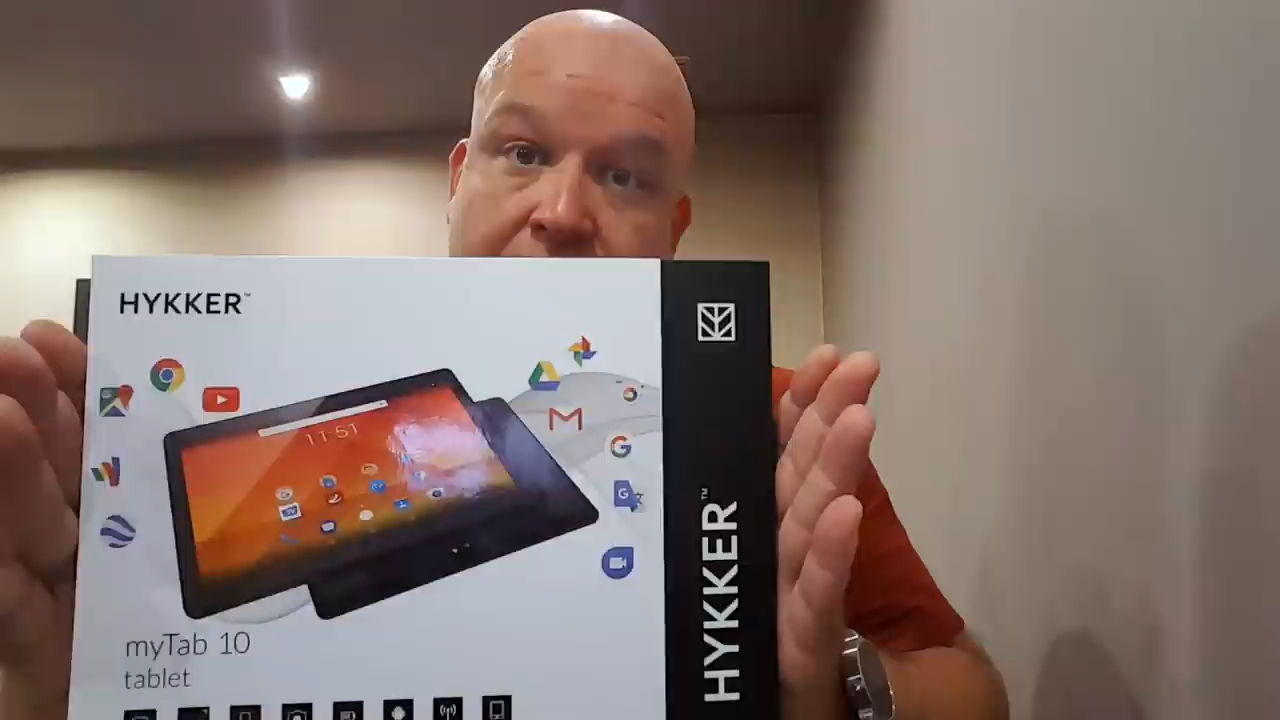 HYKKER™
11:51
M
G
G
myTab 10
tablet
HYKKER™